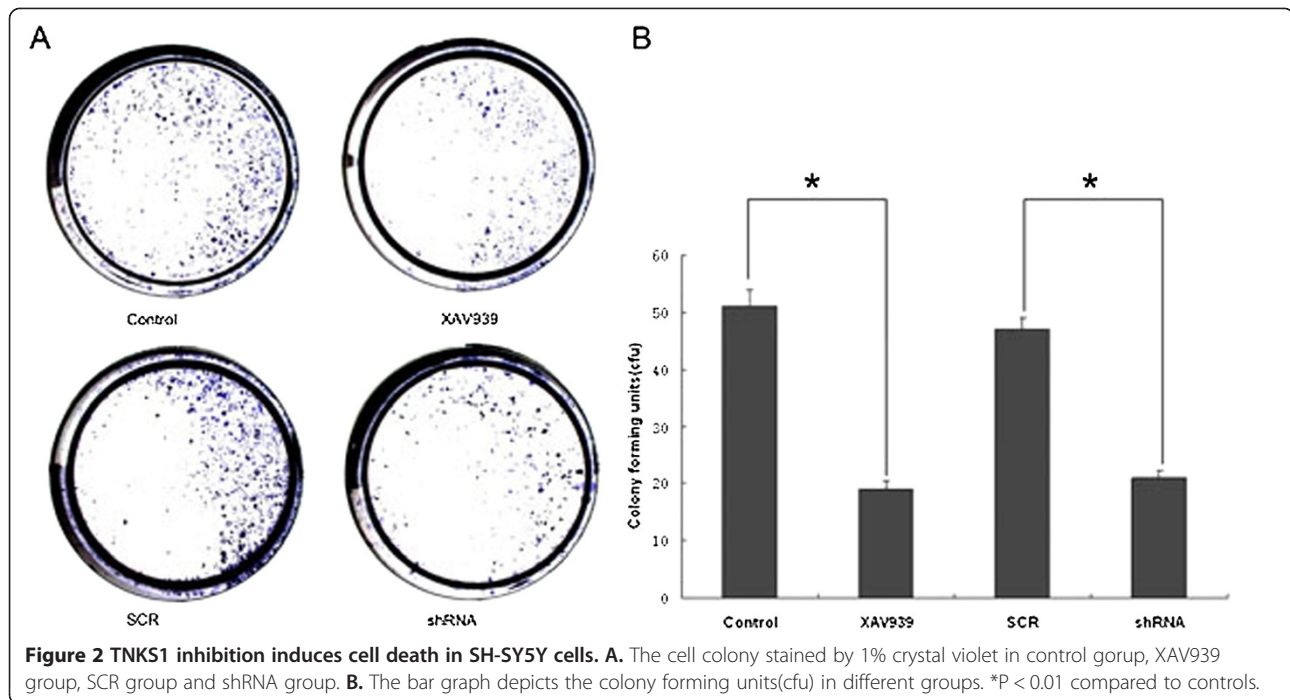 A
B
Control
XAV939
SCR
shRNA
*
*
Colony forming units(cfu)
60
50
40
30
20
10
0
Control
XAV939
SCR
shRNA
Figure 2 TNKS1 inhibition induces cell death in SH-SY5Y cells. A. The cell colony stained by 1% crystal violet in control gorup, XAV939
group, SCR group and shRNA group. B. The bar graph depicts the colony forming units(cfu) in different groups. *P < 0.01 compared to controls.